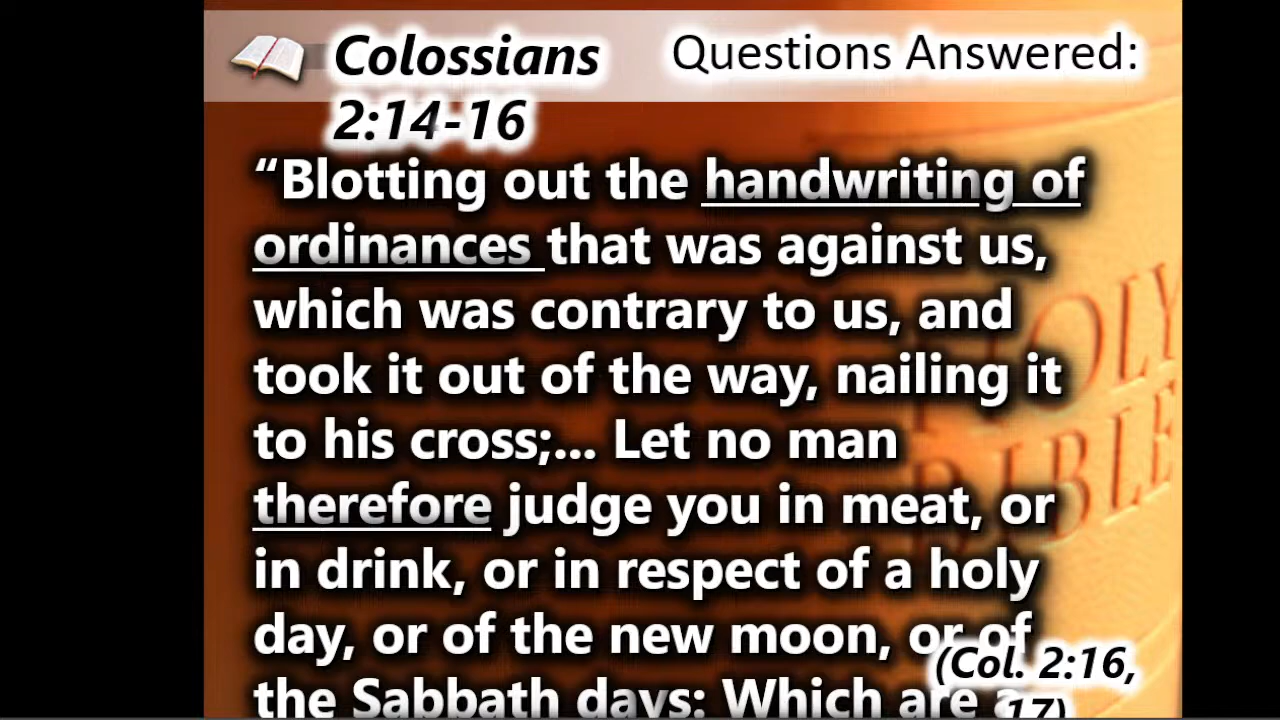 Colossians
2:14-16
Questions Answered:
“Blotting out the handwriting of
ordinances that was against us,
which was contrary to us, and
took it out of the way, nailing it
to his cross;... Let no man
therefore judge you in meat, or
in drink, or in respect of a holy
day, or of the new moon, or of
the Sabbath days: Which are a
(Col. 2:16,
17)
HOLY
BIBLE